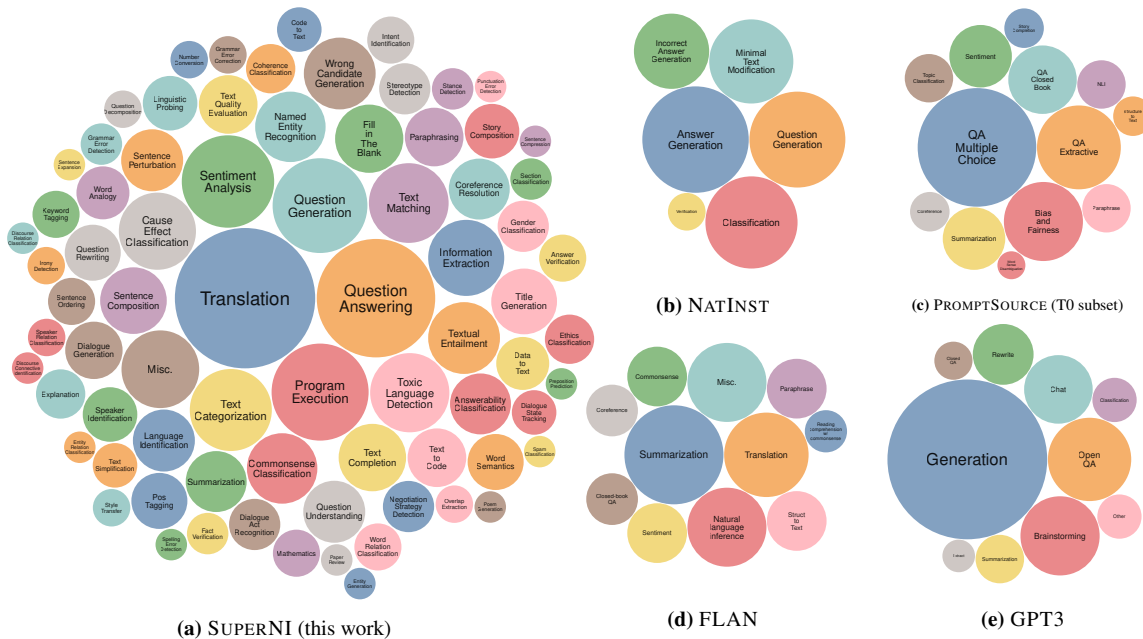 Code
to
Text
Intent
Identification
Number
Conversion
Grammar
Error
Correction
Coherence
Classification
Wrong
Candidate
Generation
Stereotype
Detection
Stance
Detection
Punctuation
Error
Detection
Question
Decomposition
Linguistic
Probing
Text
Quality
Evaluation
Named
Entity
Recognition
Fill
in
The
Blank
Paraphrasing
Story
Composition
Sentence
Compression
Grammar
Error
Detection
Sentence
Expansion
Sentence
Perturbation
Sentiment
Analysis
Question
Generation
Text
Matching
Coreference
Resolution
Section
Classification
Word
Analogy
Keyword
Tagging
Cause
Effect
Classification
Gender
Classification
Discourse
Relation
Classification
Question
Rewriting
Information
Extraction
Answer
Verification
Irony
Detection
Sentence
Ordering
Sentence
Composition
Translation
Question
Answering
Title
Generation
Speaker
Relation
Classification
Dialogue
Generation
Misc.
Textual
Entailment
Ethics
Classification
Data
to
Text
Discourse
Connective
Identification
Explanation
Speaker
Identification
Text
Categorization
Program
Execution
Toxic
Language
Detection
Answerability
Classification
Preposition
Prediction
Dialogue
State
Tracking
Entity
Relation
Classification
Language
Identification
Text
Simplification
Summarization
Commonsense
Classification
Text
Completion
Text
to
Code
Word
Semantics
Spam
Classification
Style
Transfer
Pos
Tagging
Question
Understanding
Negotiation
Strategy
Detection
Overlap
Extraction
Poem
Generation
Spelling
Error
Detection
Fact
Verification
Dialogue
Act
Recognition
Mathematics
Paper
Review
Word
Relation
Classification
Entity
Generation
(a) SUPERNI (this work)
Incorrect
Answer
Generation
Minimal
Text
Modification
Answer
Generation
Question
Generation
Verification
Classification
(b) NATINST
Story
Completion
Sentiment
Topic
Classification
QA
Closed
Book
NLI
Structure
to Text
QA
Multiple
Choice
QA
Extractive
Coreference
Summarization
Bias
and
Fairness
Paraphrase
Word
Sense
Disambiguation
(c) PROMPTSOURCE (T0 subset)
Commonsense
Misc.
Paraphrase
Coreference
Reading
comprehension
w/
commonsense
Summarization
Translation
Closed-book
QA
Sentiment
Natural
language
inference
Struct
to
Text
(d) FLAN
Closed
QA
Rewrite
Chat
Classification
Generation
Open
QA
Other
Brainstorming
Summarization
(e) GPT3